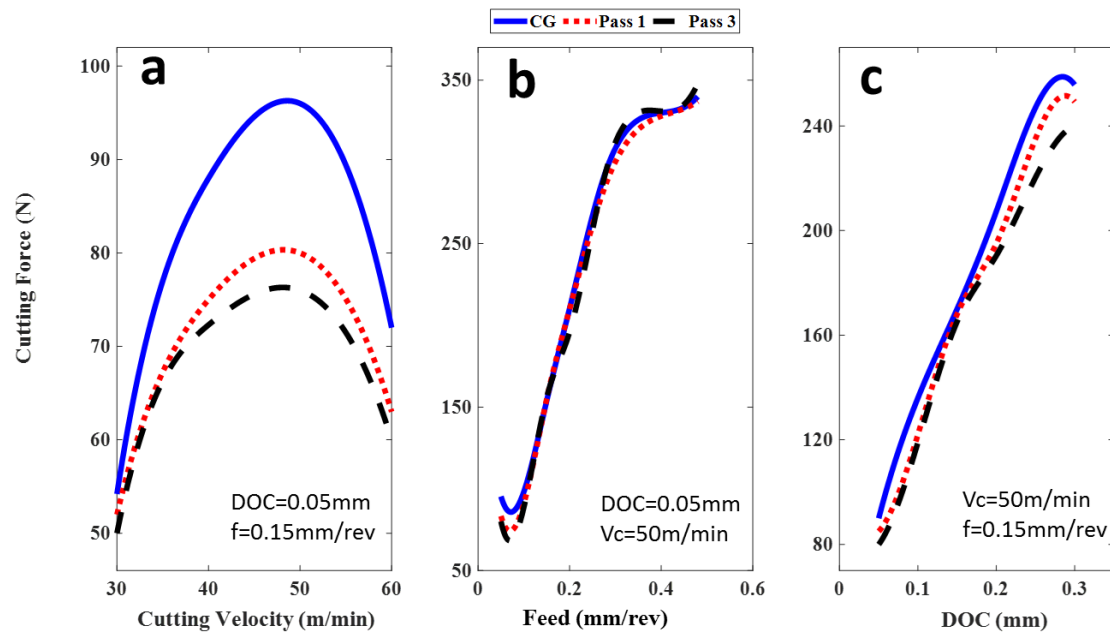 CG Pass 1 Pass 3
a
b
c
Cutting Force (N)
100
90
80
70
60
50
30
40
50
60
DOC=0.05mm
f=0.15mm/rev
Cutting Velocity (m/min)
350
250
150
50
0
0.2
0.4
0.6
DOC=0.05mm
Vc=50m/min
Feed (mm/rev)
240
200
160
120
80
0
0.1
0.2
0.3
Vc=50m/min
f=0.15mm/rev
DOC (mm)